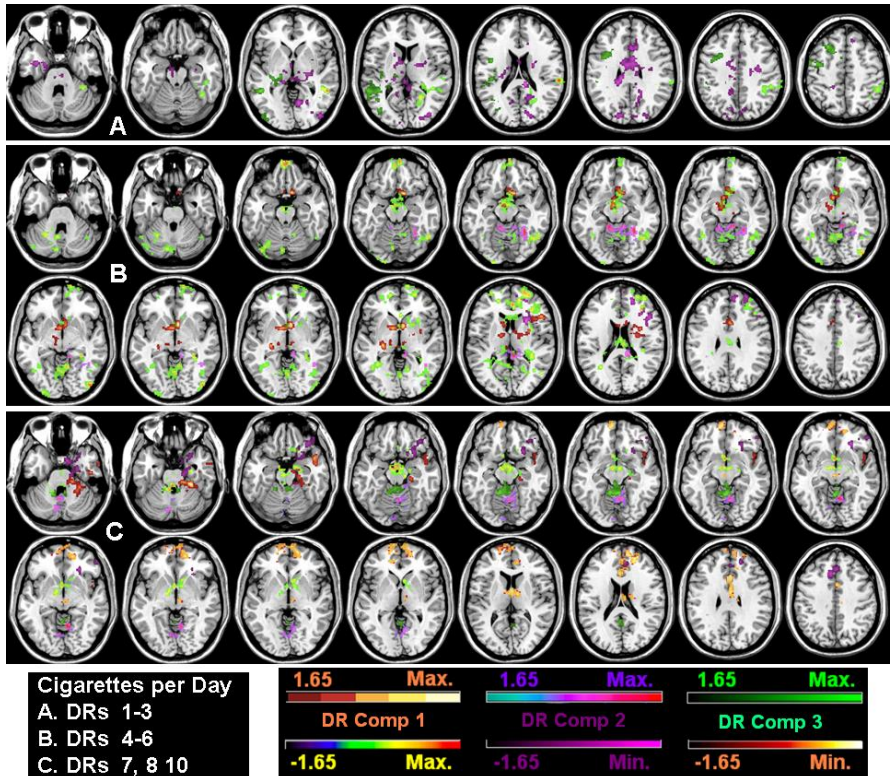 A
B
C
Cigarettes per Day
A. DRs 1-3
B. DRs 4-6
C. DRs 7, 8 10
1.65 Max. 1.65 Max. 1.65 Max.
DR Comp 1 DR Comp 2 DR Comp 3
-1.65 Max. -1.65 Min. -1.65 Min.